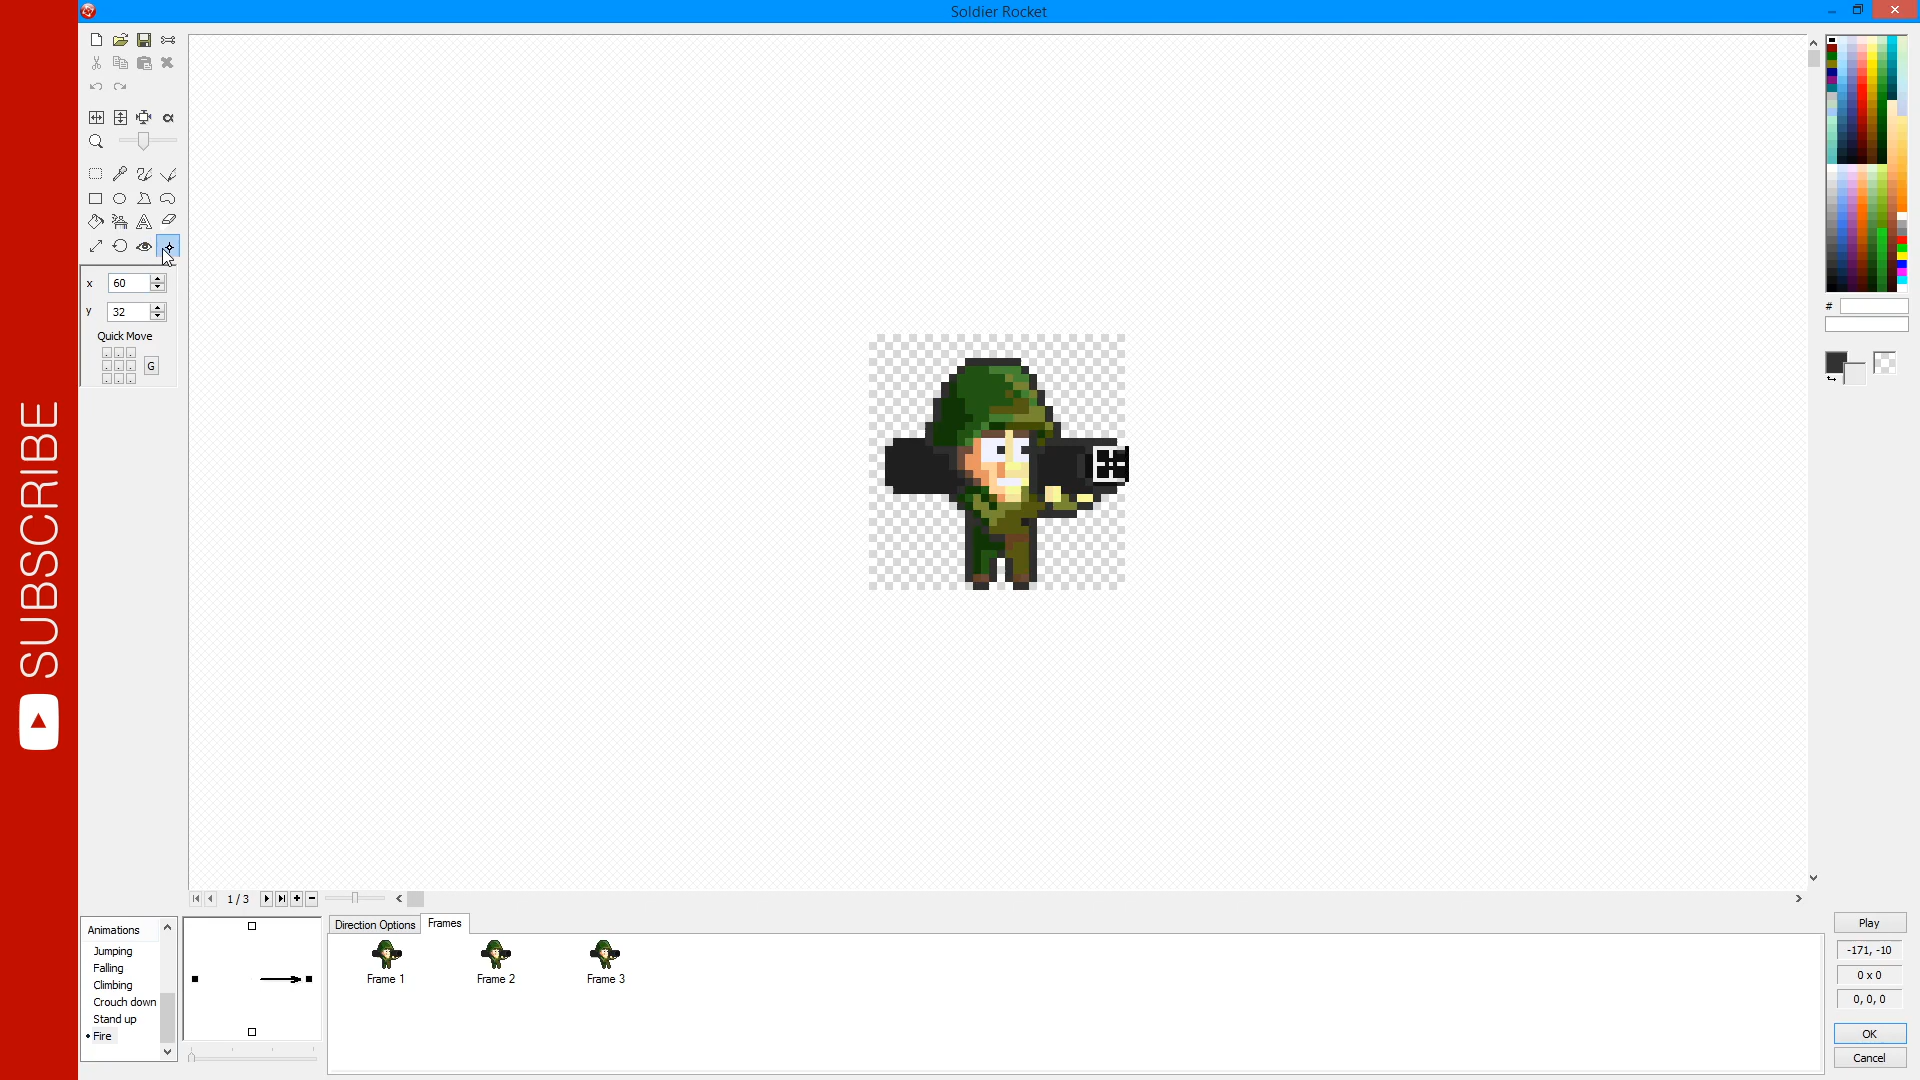 Soldier Rocket
SUBSCRIBE
x 60
y 32
Quick Move
G
#
1 / 3
Animations
Jumping
Falling
Climbing
Crouch down
Stand up
Fire
Direction Options
Frames
Frame 1
Frame 2
Frame 3
Play
-171, -10
0 x 0
0, 0, 0
OK
Cancel